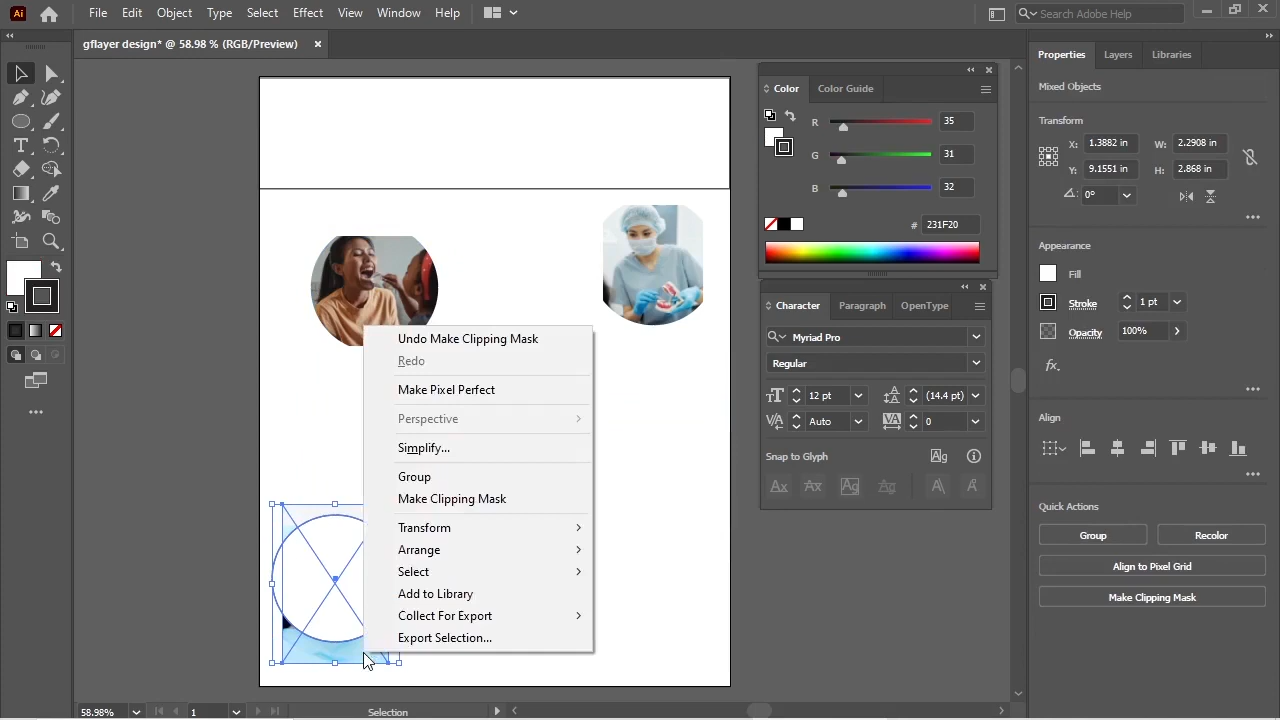 Ai
File
Edit
Object
Type
Select
Effect
View
Window
Help
Search Adobe Help
gflayer design* @ 58.98 % (RGB/Preview)
Color
Color Guide
R
35
G
31
B
32
#
231F20
Character
Paragraph
OpenType
Myriad Pro
Regular
12 pt
(14.4 pt)
Auto
0
Snap to Glyph
Properties
Layers
Libraries
Mixed Objects
Transform
X:
1.3882 in
W:
2.2908 in
Y:
9.1551 in
H:
2.868 in
0°
Appearance
Fill
Stroke
1 pt
Opacity
100%
fx.
Align
Quick Actions
Group
Recolor
Align to Pixel Grid
Make Clipping Mask
Undo Make Clipping Mask
Redo
Make Pixel Perfect
Perspective
Simplify...
Group
Make Clipping Mask
Transform
Arrange
Select
Add to Library
Collect For Export
Export Selection...
58.98%
1
Selection